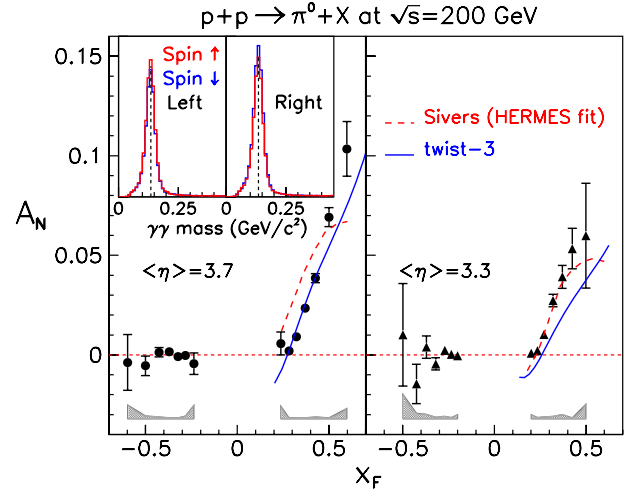 p+p → π⁰+X at √s=200 GeV
0.15
Spin ↑
Spin ↓
Left
Right
Sivers (HERMES fit)
twist−3
0.1
0 0.25 0 0.25
γγ mass (GeV/c²)
A_N
0.05
<η>=3.7
<η>=3.3
0
−0.5 0 0.5 −0.5 0 0.5
x_F